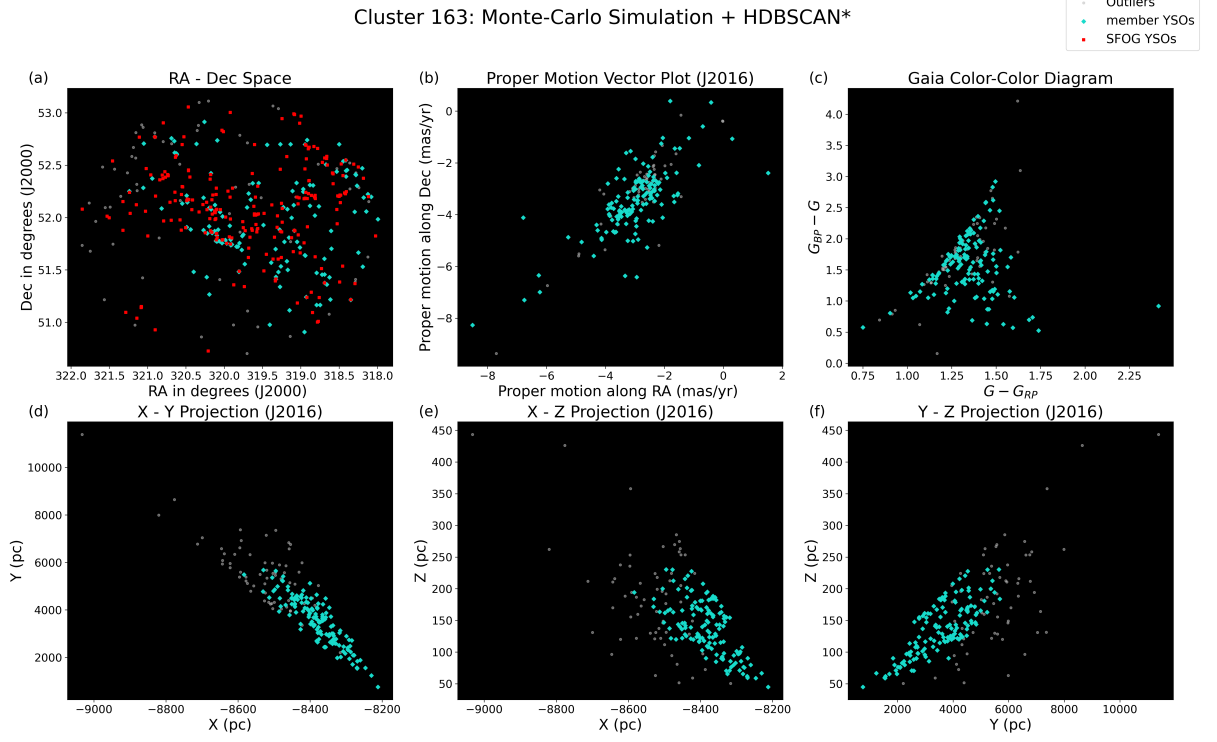 Cluster 163: Monte-Carlo Simulation + HDBSCAN*
Outliers
member YSOs
SFOG YSOs
(a)
RA - Dec Space
Dec in degrees (J2000)
53.0
52.5
52.0
51.5
51.0
322.0 321.5 321.0 320.5 320.0 319.5 319.0 318.5 318.0
RA in degrees (J2000)
(b)
Proper Motion Vector Plot (J2016)
Proper motion along Dec (mas/yr)
0
−2
−4
−6
−8
−8 −6 −4 −2 0 2
Proper motion along RA (mas/yr)
(c)
Gaia Color-Color Diagram
G_{BP} − G
4.0
3.5
3.0
2.5
2.0
1.5
1.0
0.5
0.0
0.75 1.00 1.25 1.50 1.75 2.00 2.25
G − G_{RP}
(d)
X - Y Projection (J2016)
Y (pc)
10000
8000
6000
4000
2000
−9000 −8800 −8600 −8400 −8200
X (pc)
(e)
X - Z Projection (J2016)
Z (pc)
450
400
350
300
250
200
150
100
50
−9000 −8800 −8600 −8400 −8200
X (pc)
(f)
Y - Z Projection (J2016)
Z (pc)
450
400
350
300
250
200
150
100
50
2000 4000 6000 8000 10000
Y (pc)